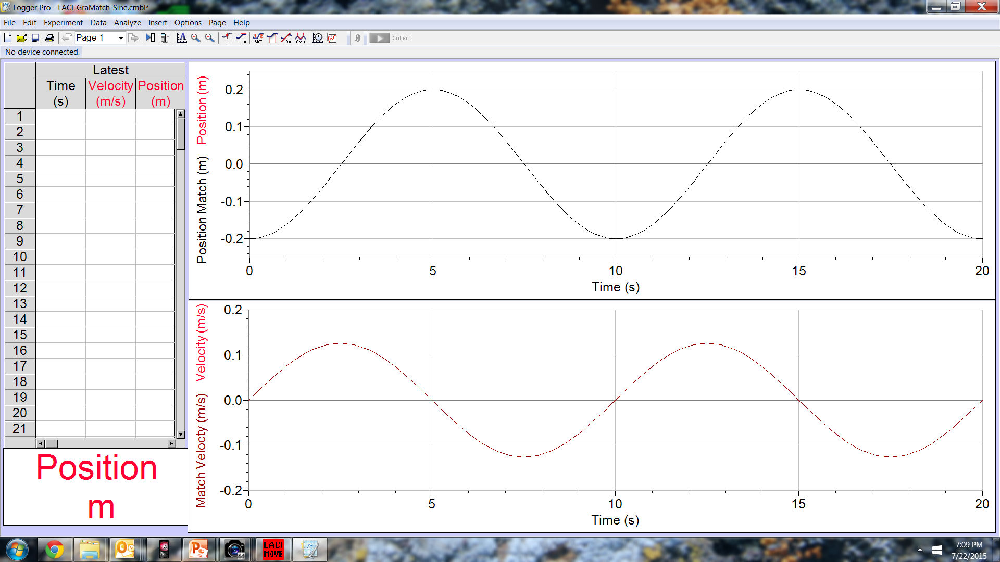 Logger Pro - LACI_GraMatch-Sine.cmbl*
File Edit Experiment Data Analyze Insert Options Page Help
Page 1
X= M= STAT R= f(x)= Collect
No device connected.
Latest
Time (s)
Velocity (m/s)
Position (m)
1
2
3
4
5
6
7
8
9
10
11
12
13
14
15
16
17
18
19
20
21
Position
m
Position Match (m) Position (m)
0.2
0.1
0.0
-0.1
-0.2
0 5 10 15 20
Time (s)
Match Velocty (m/s) Velocity (m/s)
0.2
0.1
0.0
-0.1
-0.2
0 5 10 15 20
Time (s)
64
LACI
MOVE
7:09 PM
7/22/2015